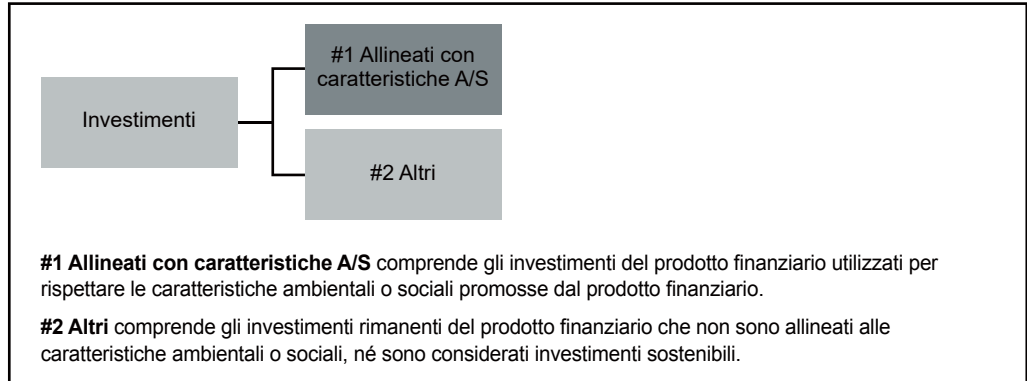 #1 Allineati con
caratteristiche A/S
Investimenti
#2 Altri
#1 Allineati con caratteristiche A/S comprende gli investimenti del prodotto finanziario utilizzati per
rispettare le caratteristiche ambientali o sociali promosse dal prodotto finanziario.
#2 Altri comprende gli investimenti rimanenti del prodotto finanziario che non sono allineati alle
caratteristiche ambientali o sociali, né sono considerati investimenti sostenibili.